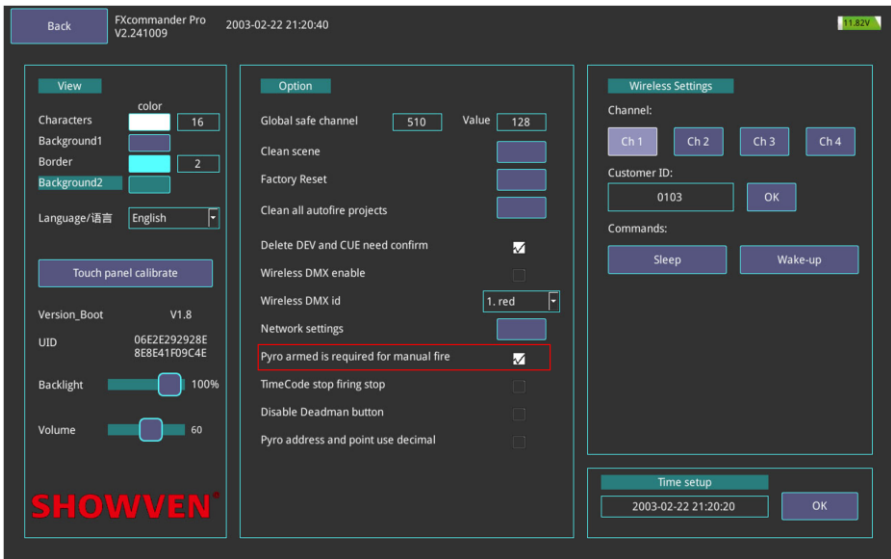 Back
FXcommander Pro
V2.241009
2003-02-22 21:20:40
11.82V
View
color
Characters 16
Background1
Border 2
Background2
Language/语言 English
Touch panel calibrate
Version_Boot V1.8
UID 06E2E292928E
8E8E41F09C4E
Backlight 100%
Volume 60
SHOWVEN®
Option
Global safe channel 510 Value 128
Clean scene
Factory Reset
Clean all autofire projects
Delete DEV and CUE need confirm
Wireless DMX enable
Wireless DMX id 1. red
Network settings
Pyro armed is required for manual fire
TimeCode stop firing stop
Disable Deadman button
Pyro address and point use decimal
Wireless Settings
Channel:
Ch 1 Ch 2 Ch 3 Ch 4
Customer ID:
0103 OK
Commands:
Sleep Wake-up
Time setup
2003-02-22 21:20:20 OK